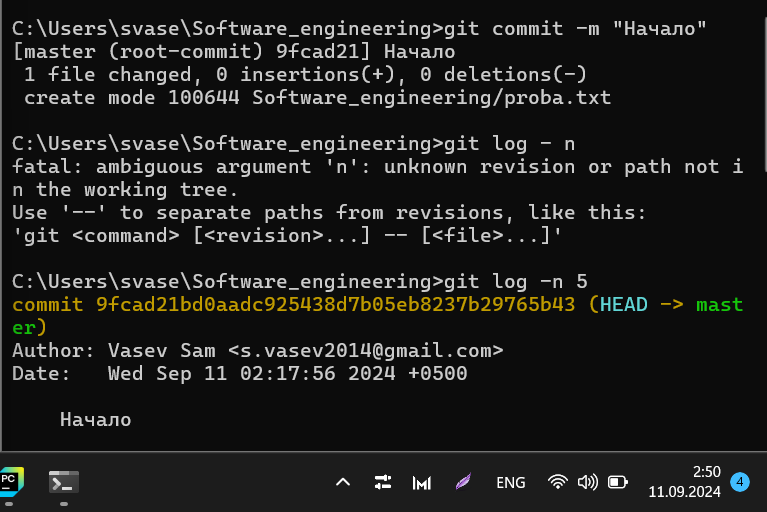 C:\Users\svase\Software_engineering>git commit -m "Начало"
[master (root-commit) 9fcad21] Начало
 1 file changed, 0 insertions(+), 0 deletions(-)
 create mode 100644 Software_engineering/proba.txt
C:\Users\svase\Software_engineering>git log - n
fatal: ambiguous argument 'n': unknown revision or path not i
n the working tree.
Use '--' to separate paths from revisions, like this:
'git <command> [<revision>...] -- [<file>...]'
C:\Users\svase\Software_engineering>git log -n 5
commit 9fcad21bd0aadc925438d7b05eb8237b29765b43 (HEAD -> mast
er)
Author: Vasev Sam <s.vasev2014@gmail.com>
Date:   Wed Sep 11 02:17:56 2024 +0500
    Начало
PC
ENG
2:50
11.09.2024
4